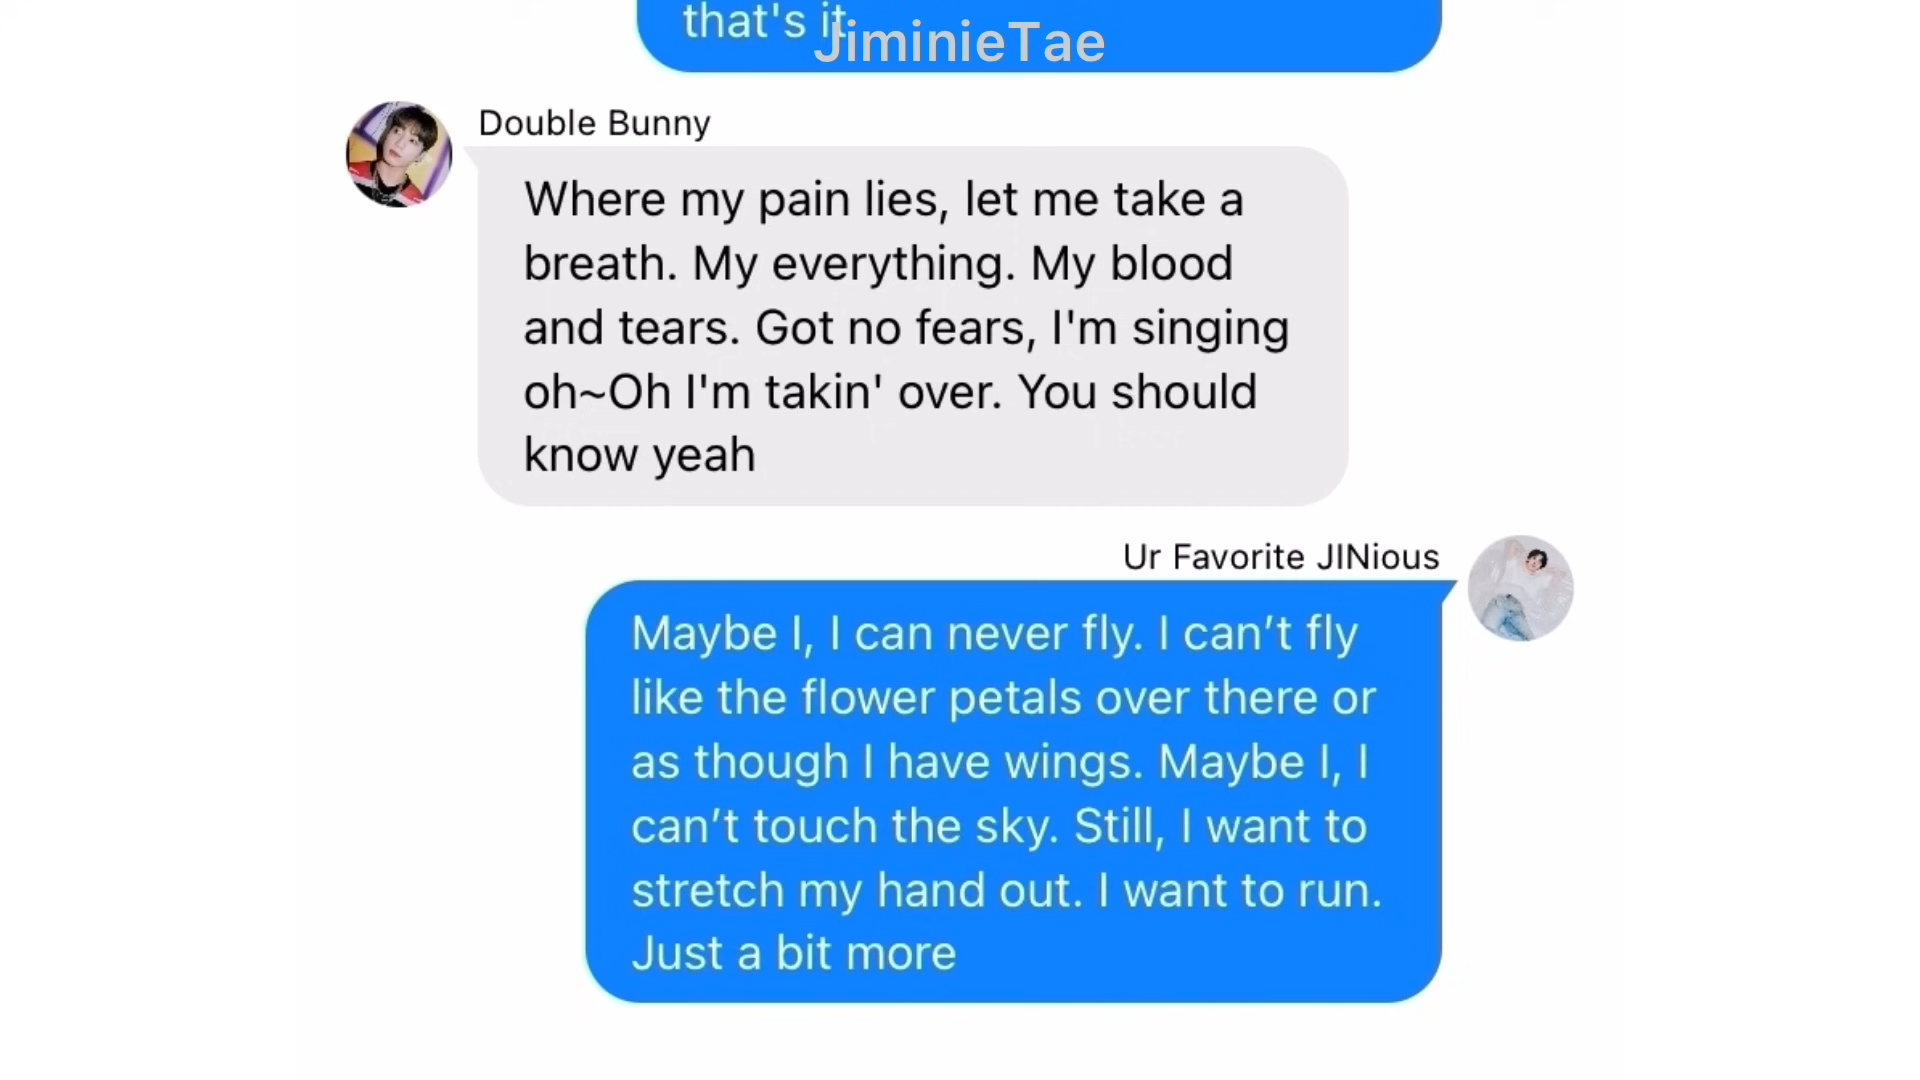 that's it
JiminieTae
Double Bunny
Where my pain lies, let me take a
breath. My everything. My blood
and tears. Got no fears, I'm singing
oh~Oh I'm takin' over. You should
know yeah
Ur Favorite JINious
Maybe I, I can never fly. I can’t fly
like the flower petals over there or
as though I have wings. Maybe I, I
can’t touch the sky. Still, I want to
stretch my hand out. I want to run.
Just a bit more